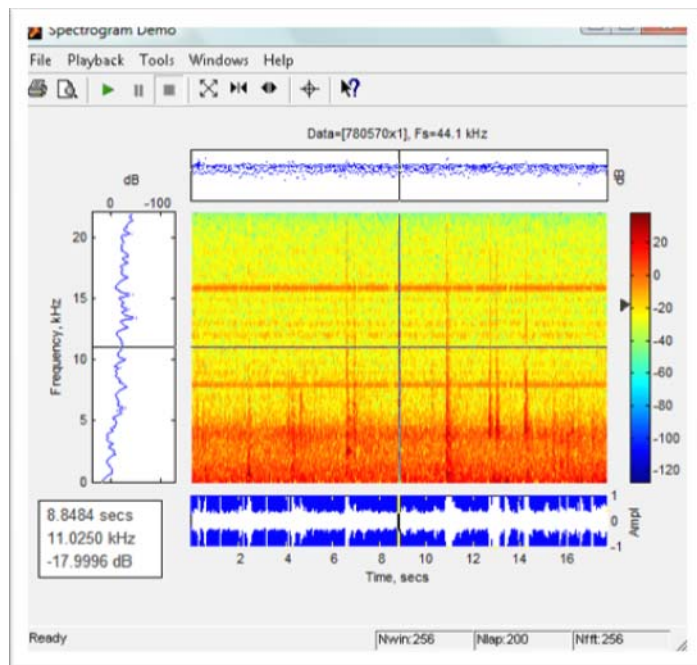 Spectrogram Demo
File Playback Tools Windows Help
Data=[780570x1], Fs=44.1 kHz
dB
0 -100
dB
20
15
10
5
0
Frequency, kHz
20
0
-20
-40
-60
-80
-100
-120
1
0
-1
Ampl
2 4 6 8 10 12 14 16
Time, secs
8.8484 secs
11.0250 kHz
-17.9996 dB
Ready
Nwin:256
Nlap:200
Nfft:256